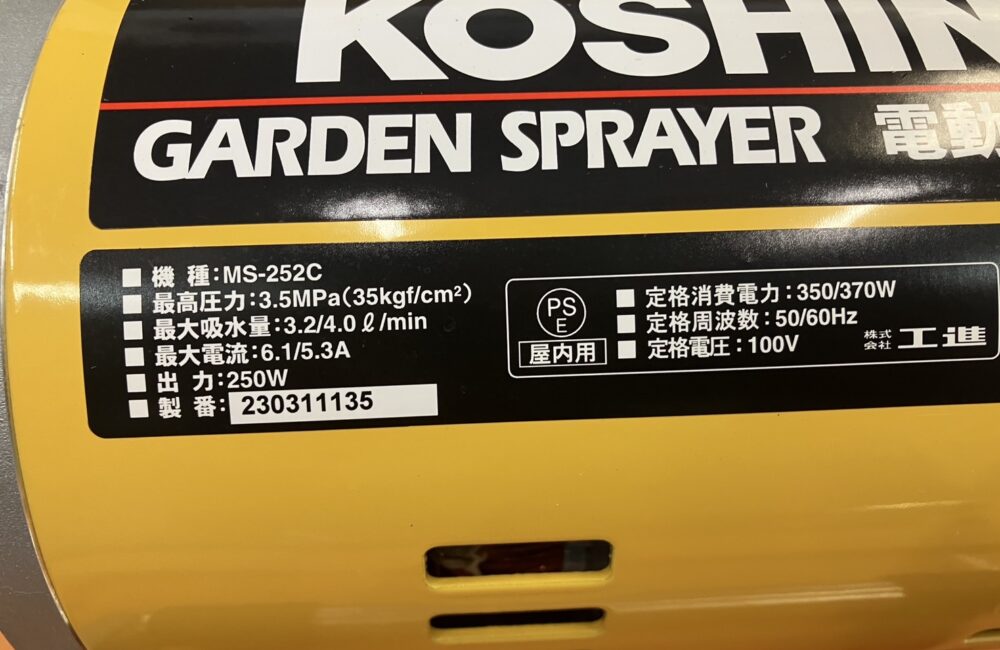 KOSHIN
GARDEN SPRAYER 電動
■ 機 種:MS-252C
■ 最高圧力:3.5MPa(35kgf/cm²)
■ 最大吸水量:3.2/4.0ℓ/min
■ 最大電流:6.1/5.3A
■ 出 力:250W
■ 製 番:230311135
PS
E
屋内用
■ 定格消費電力:350/370W
■ 定格周波数:50/60Hz
■ 定格電圧:100V
株式会社 工進